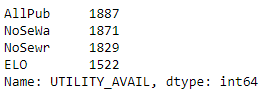 AllPub 1887
NoSeWa 1871
NoSewr 1829
ELO 1522
Name: UTILITY_AVAIL, dtype: int64